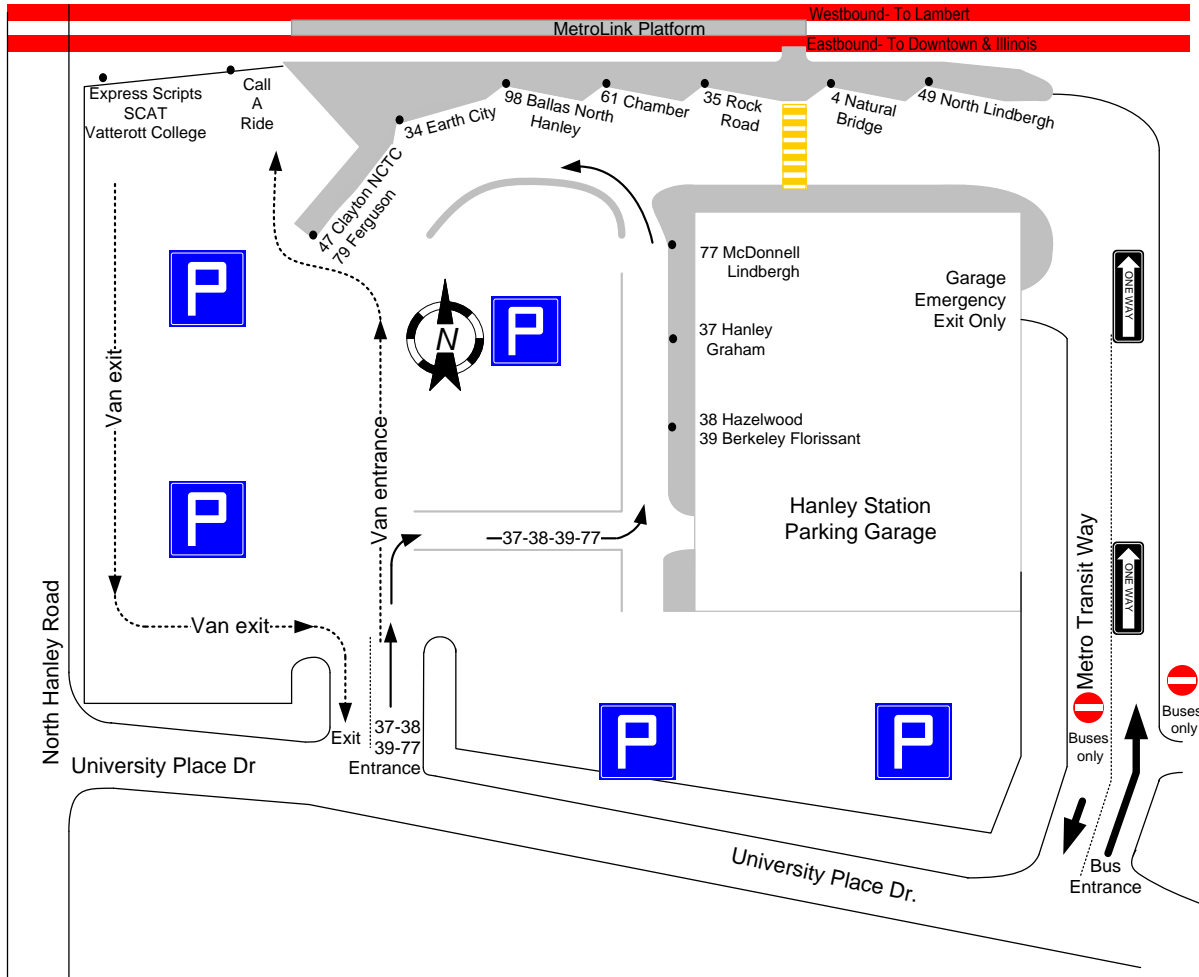 Westbound- To Lambert
MetroLink Platform
Eastbound- To Downtown & Illinois
Express Scripts
SCAT
Vatterott College
Call
A
Ride
34 Earth City
98 Ballas North
Hanley
61 Chamber
35 Rock
Road
4 Natural
Bridge
49 North Lindbergh
47 Clayton NCTC
79 Ferguson
P
77 McDonnell
Lindbergh
Garage
Emergency
Exit Only
ONE WAY
N
P
37 Hanley
Graham
Van exit
Van entrance
38 Hazelwood
39 Berkeley Florissant
P
Hanley Station
Parking Garage
37-38-39-77
ONE WAY
Metro Transit Way
North Hanley Road
Van exit
Exit
37-38
39-77
Entrance
P
P
Buses
only
Buses
only
University Place Dr
University Place Dr.
Bus
Entrance